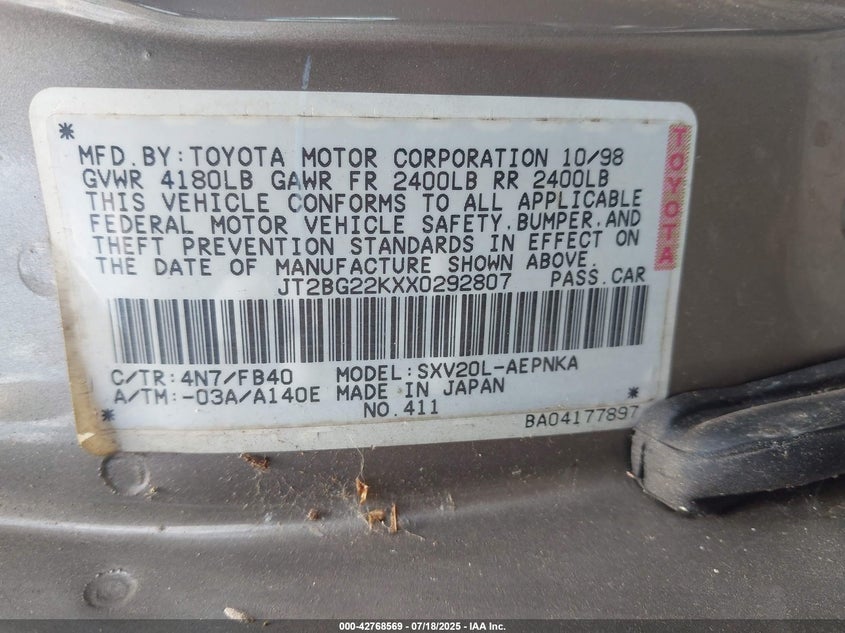 MFD.BY:TOYOTA MOTOR CORPORATION 10/98
GVWR 4180LB GAWR FR 2400LB RR 2400LB
THIS VEHICLE CONFORMS TO ALL APPLICABLE
FEDERAL MOTOR VEHICLE SAFETY,BUMPER,AND
THEFT PREVENTION STANDARDS IN EFFECT ON
THE DATE OF MANUFACTURE SHOWN ABOVE.
JT2BG22KXX0292807 PASS.CAR
TOYOTA
C/TR:4N7/FB40 MODEL:SXV20L-AEPNKA
A/TM:-03A/A140E MADE IN JAPAN
NO.411
BA04177897
000-42768569 - 07/18/2025 - IAA Inc.